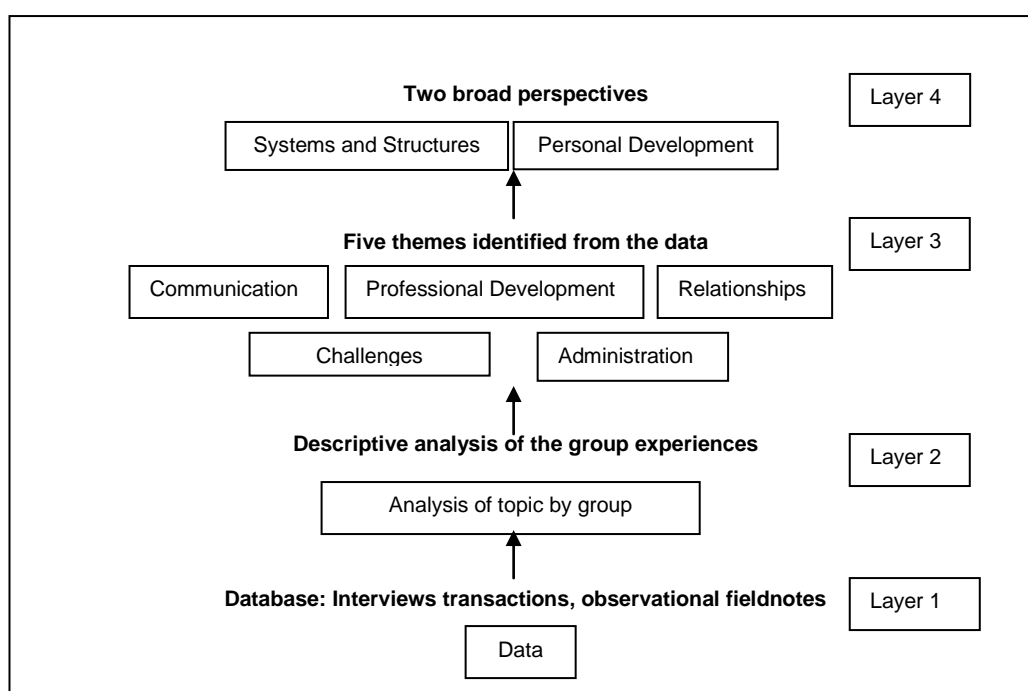 Two broad perspectives
Layer 4
Systems and Structures
Personal Development
Five themes identified from the data
Layer 3
Communication
Professional Development
Relationships
Challenges
Administration
Descriptive analysis of the group experiences
Layer 2
Analysis of topic by group
Database: Interviews transactions, observational fieldnotes
Layer 1
Data